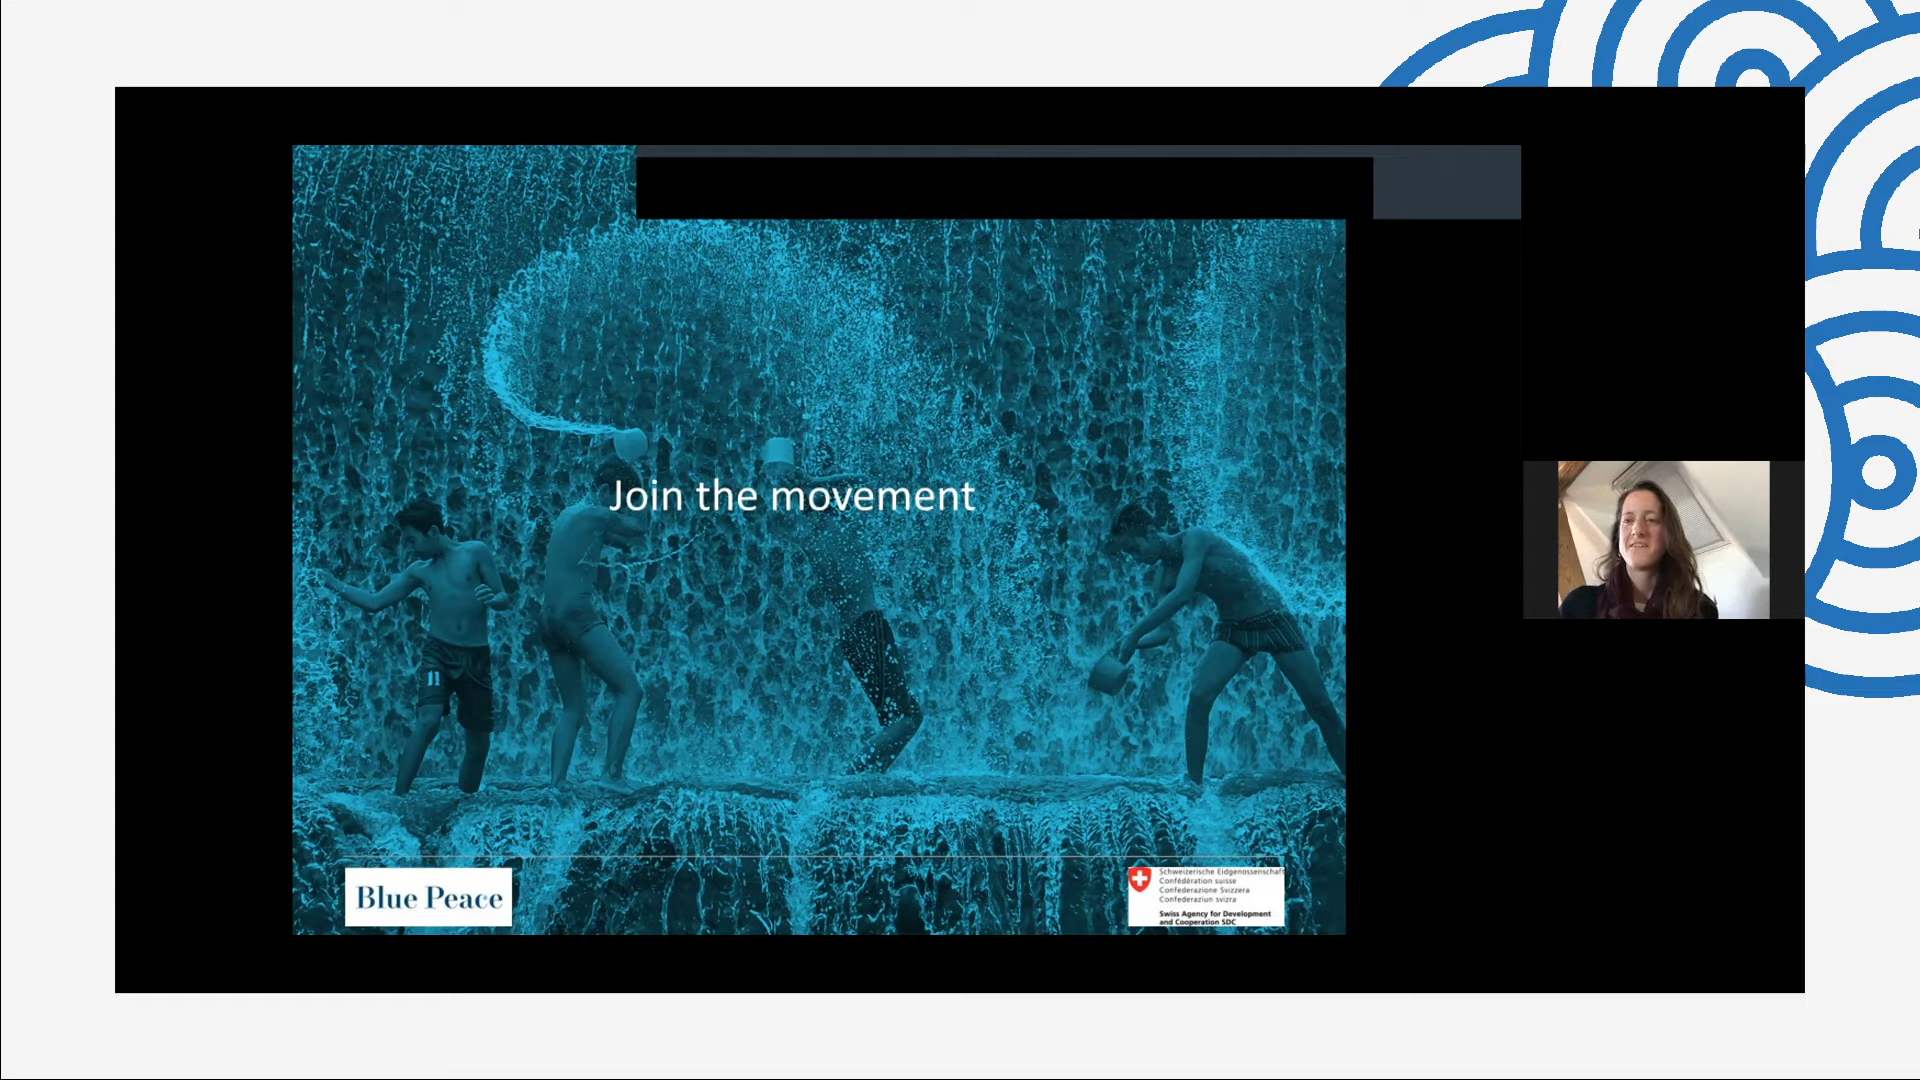 Join the movement
11
Blue Peace
Schweizerische Eidgenossenschaft
Confédération suisse
Confederazione Svizzera
Confederaziun svizra
Swiss Agency for Development
and Cooperation SDC